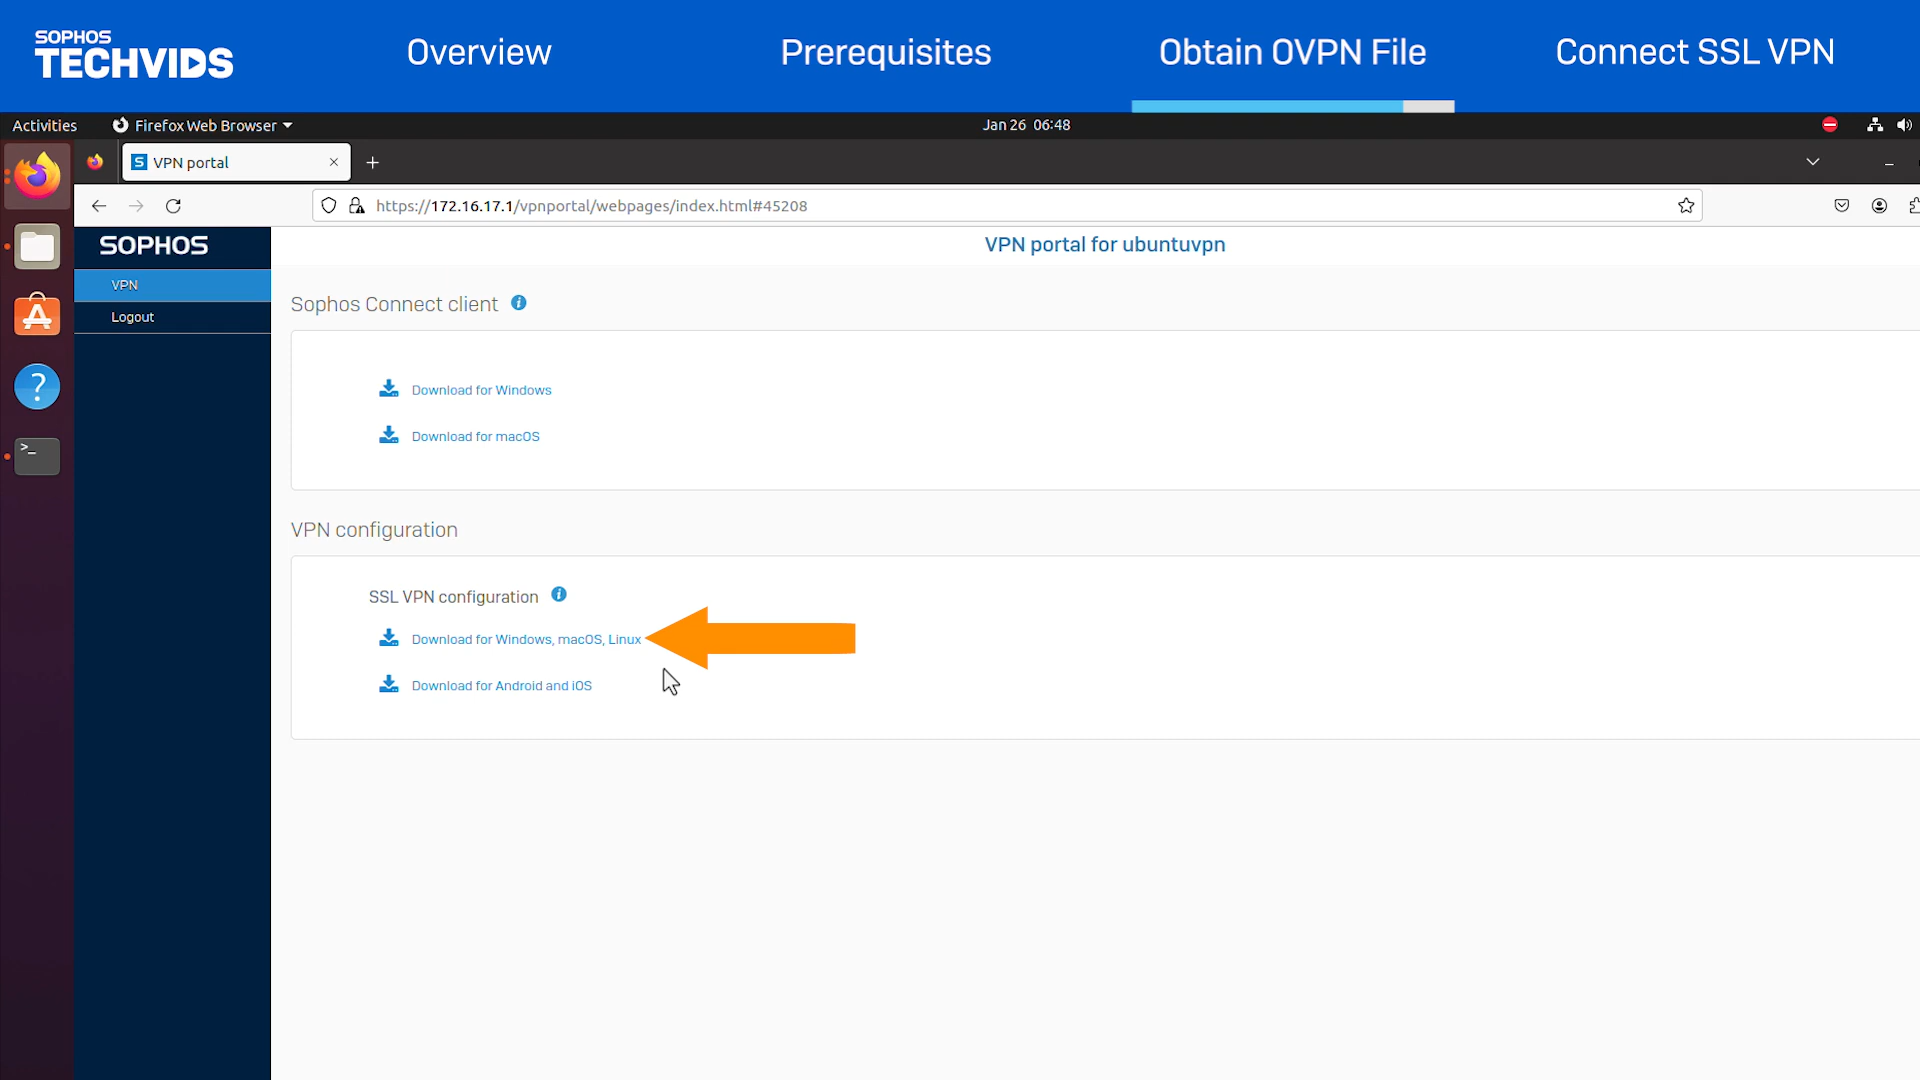 SOPHOS
TECHVIDS
Overview
Prerequisites
Obtain OVPN File
Connect SSL VPN
Activities
Firefox Web Browser
Jan 26 06:48
S VPN portal
https://172.16.17.1/vpnportal/webpages/index.html#45208
SOPHOS
VPN portal for ubuntuvpn
VPN
Logout
Sophos Connect client
Download for Windows
Download for macOS
VPN configuration
SSL VPN configuration
Download for Windows, macOS, Linux
Download for Android and iOS